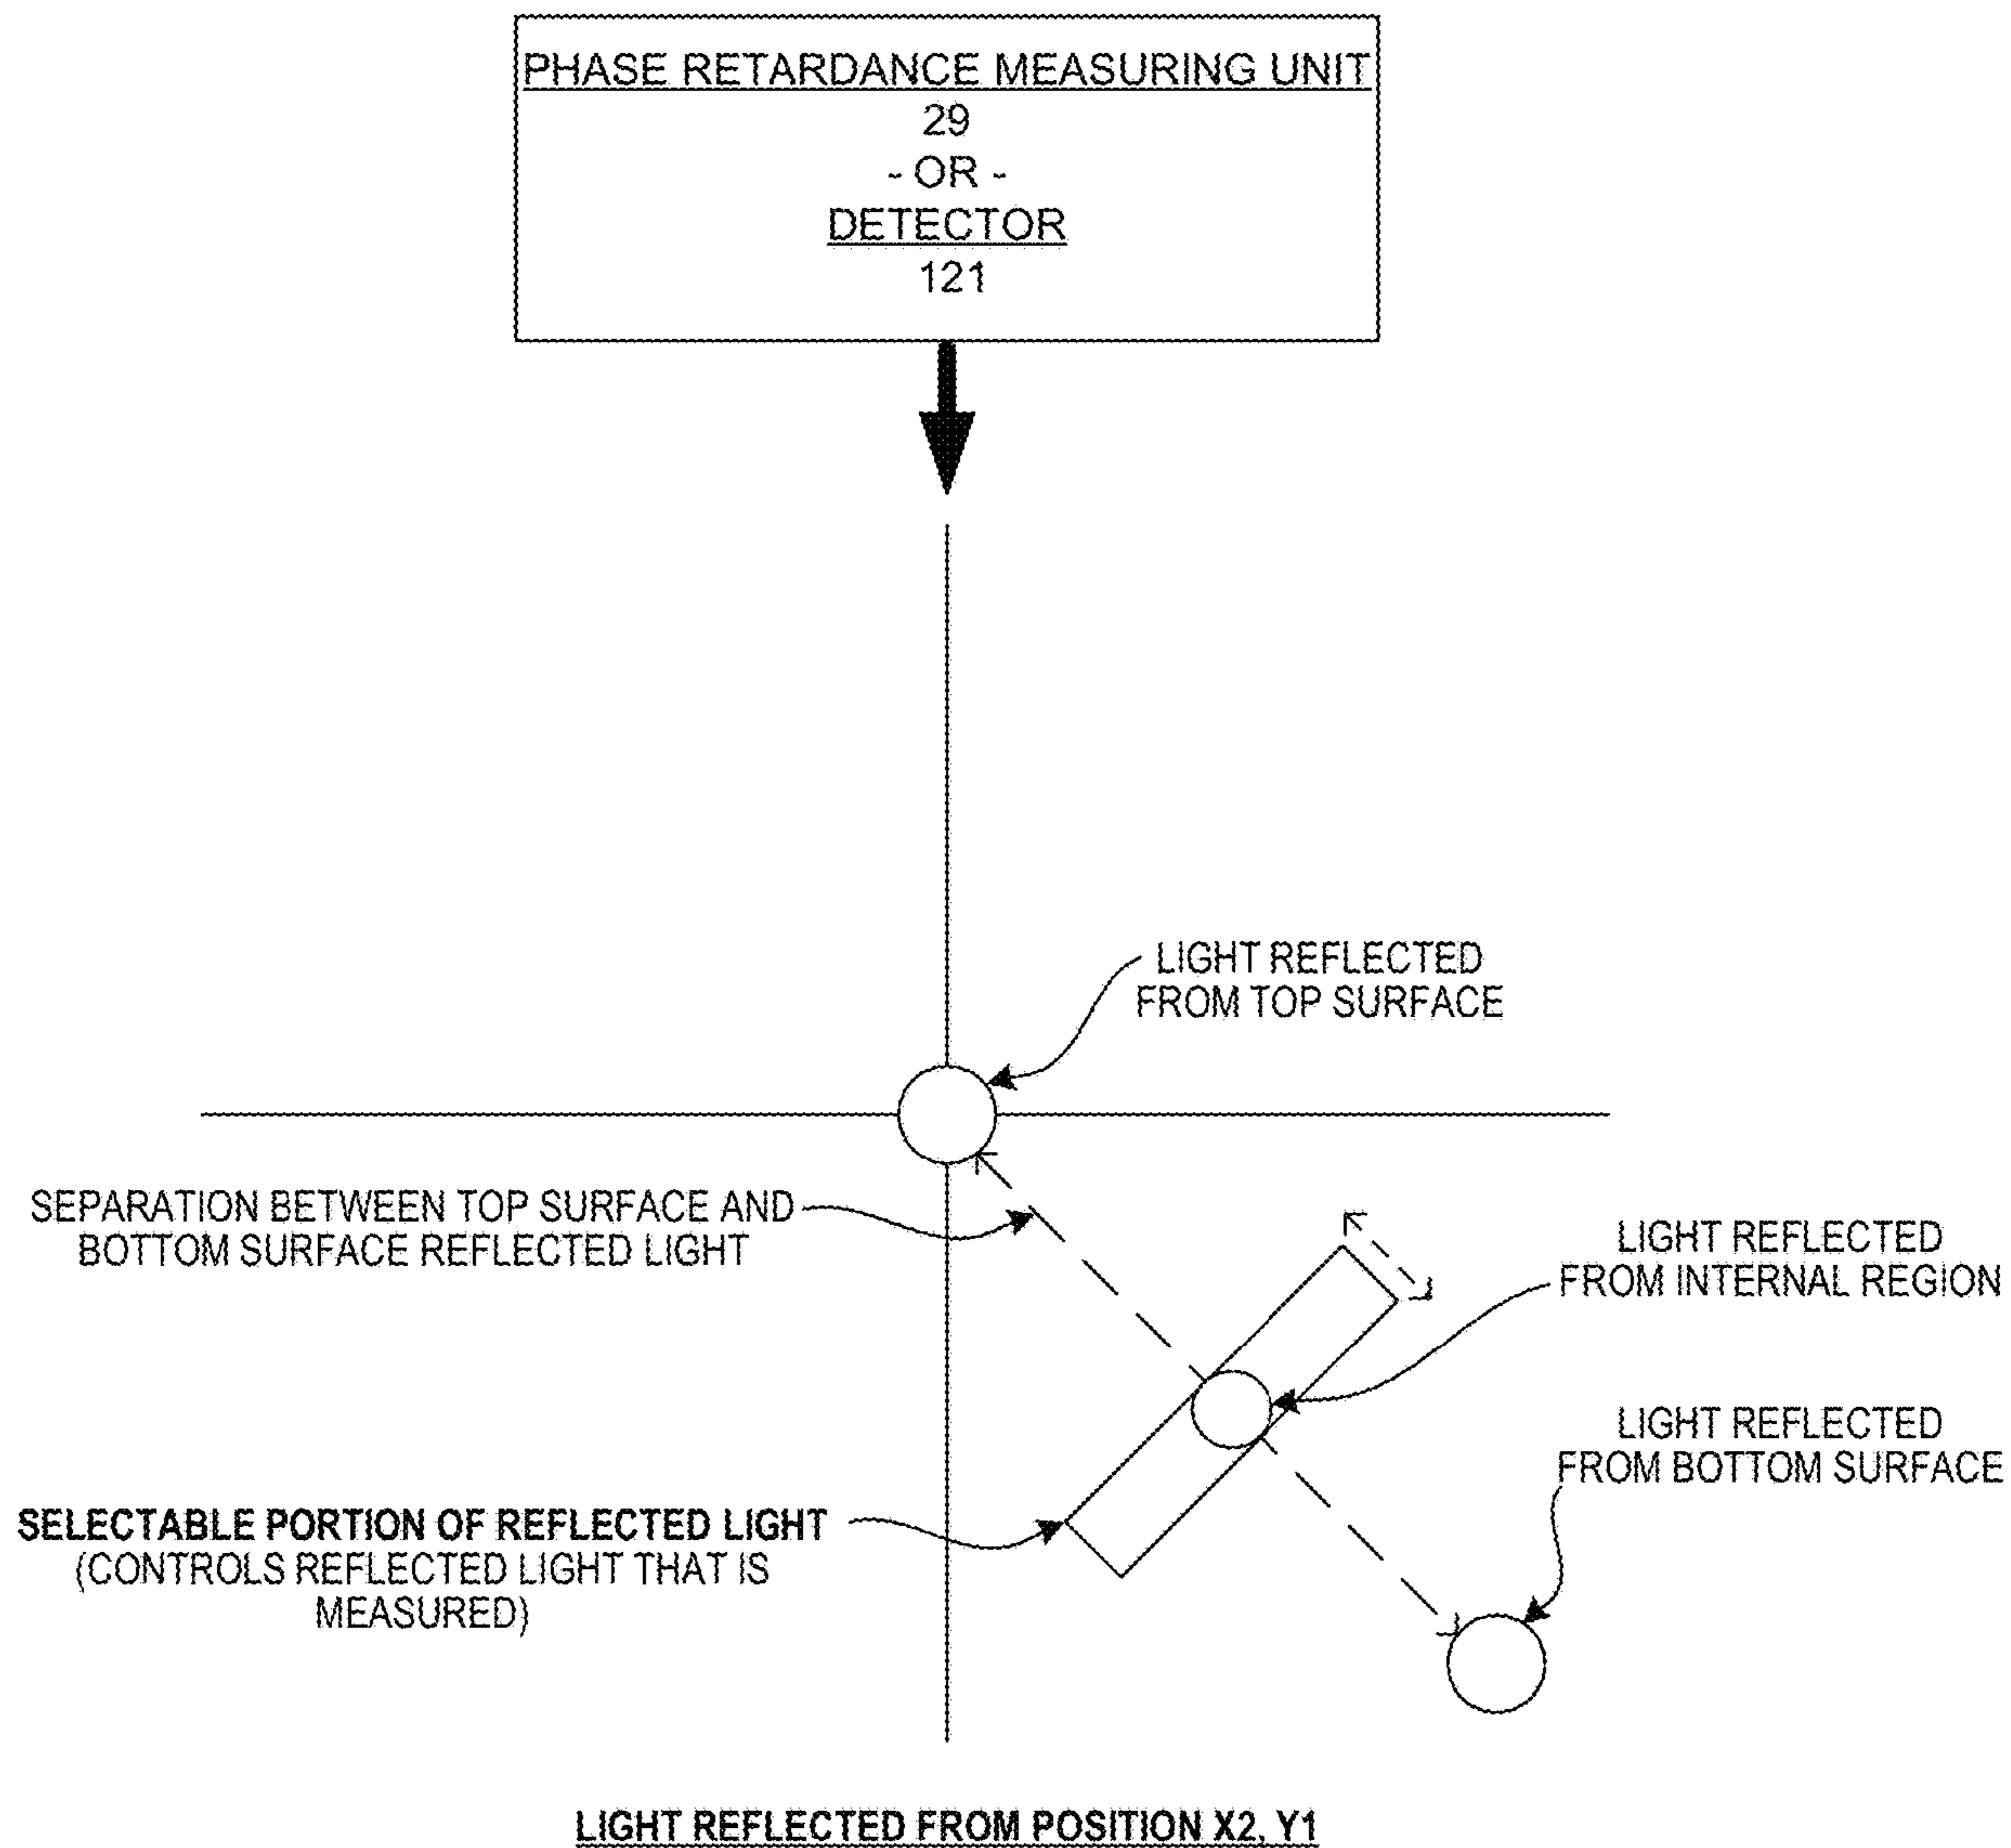 PHASE RETARDANCE MEASURING UNIT
29
- OR -
DETECTOR
121
LIGHT REFLECTED
FROM TOP SURFACE
SEPARATION BETWEEN TOP SURFACE AND
BOTTOM SURFACE REFLECTED LIGHT
LIGHT REFLECTED
FROM INTERNAL REGION
LIGHT REFLECTED
FROM BOTTOM SURFACE
SELECTABLE PORTION OF REFLECTED LIGHT
(CONTROLS REFLECTED LIGHT THAT IS
MEASURED)
LIGHT REFLECTED FROM POSITION X2, Y1